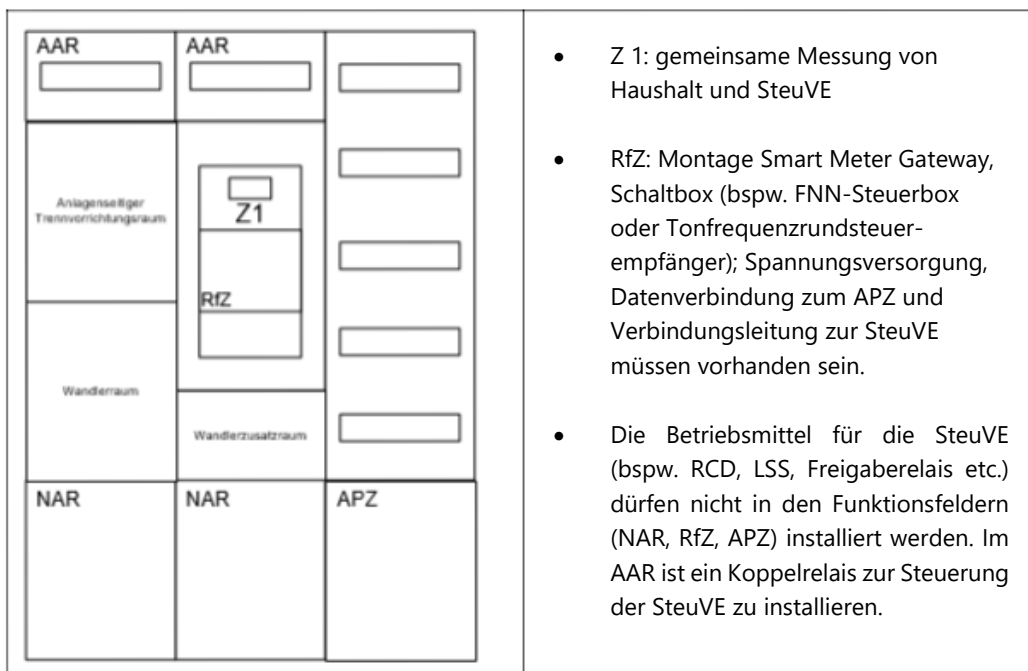 AAR
AAR
Anlagenseitiger
Trennvorrichtungsraum
Z1
RfZ
Wandlerraum
Wandlerzusatzraum
NAR
NAR
APZ
• Z 1: gemeinsame Messung von
Haushalt und SteuVE
• RfZ: Montage Smart Meter Gateway,
Schaltbox (bspw. FNN-Steuerbox
oder Tonfrequenzrundsteuer-
empfänger); Spannungsversorgung,
Datenverbindung zum APZ und
Verbindungsleitung zur SteuVE
müssen vorhanden sein.
• Die Betriebsmittel für die SteuVE
(bspw. RCD, LSS, Freigaberelais etc.)
dürfen nicht in den Funktionsfeldern
(NAR, RfZ, APZ) installiert werden. Im
AAR ist ein Koppelrelais zur Steuerung
der SteuVE zu installieren.